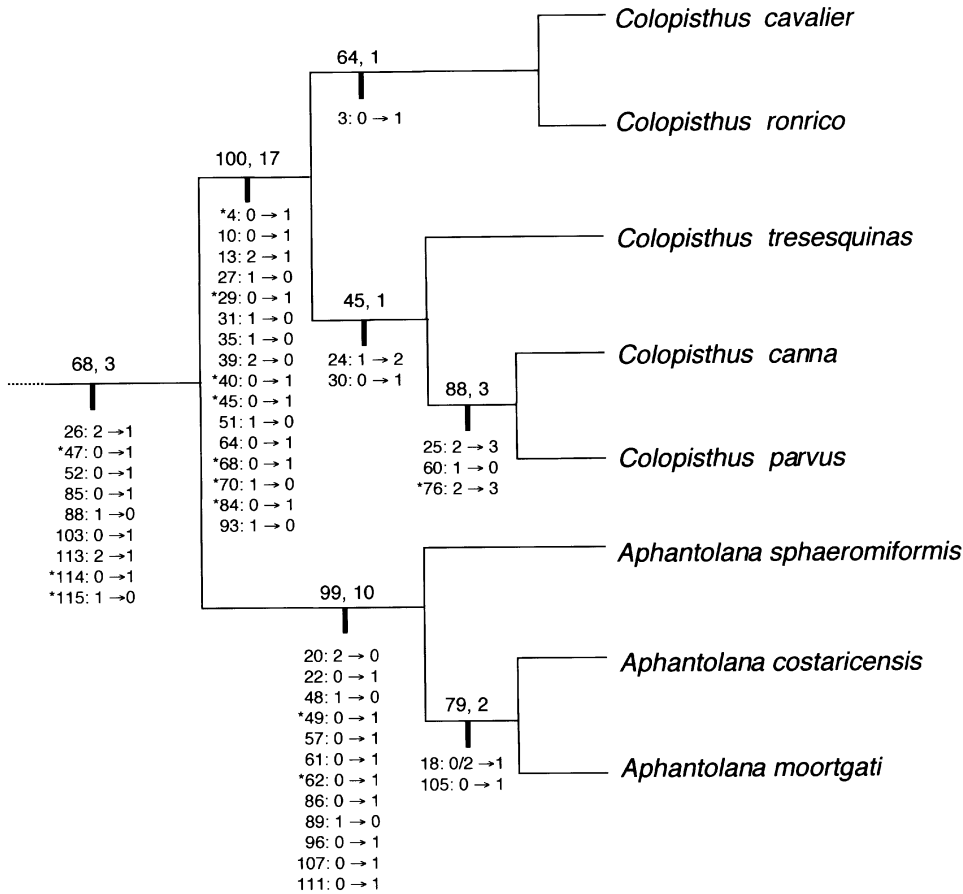 Colopisthus cavalier
64, 1
3: 0 → 1
Colopisthus ronrico
100, 17
*4: 0 → 1
10: 0 → 1
13: 2 → 1
27: 1 → 0
*29: 0 → 1
31: 1 → 0
35: 1 → 0
39: 2 → 0
*40: 0 → 1
*45: 0 → 1
51: 1 → 0
64: 0 → 1
*68: 0 → 1
*70: 1 → 0
*84: 0 → 1
93: 1 → 0
Colopisthus tresesquinas
45, 1
24: 1 → 2
30: 0 → 1
Colopisthus canna
88, 3
25: 2 → 3
60: 1 → 0
*76: 2 → 3
Colopisthus parvus
68, 3
26: 2 → 1
*47: 0 → 1
52: 0 → 1
85: 0 → 1
88: 1 → 0
103: 0 → 1
113: 2 → 1
*114: 0 → 1
*115: 1 → 0
Aphantolana sphaeromiformis
99, 10
20: 2 → 0
22: 0 → 1
48: 1 → 0
*49: 0 → 1
57: 0 → 1
61: 0 → 1
*62: 0 → 1
86: 0 → 1
89: 1 → 0
96: 0 → 1
107: 0 → 1
111: 0 → 1
Aphantolana costaricensis
79, 2
18: 0/2 → 1
105: 0 → 1
Aphantolana moortgati